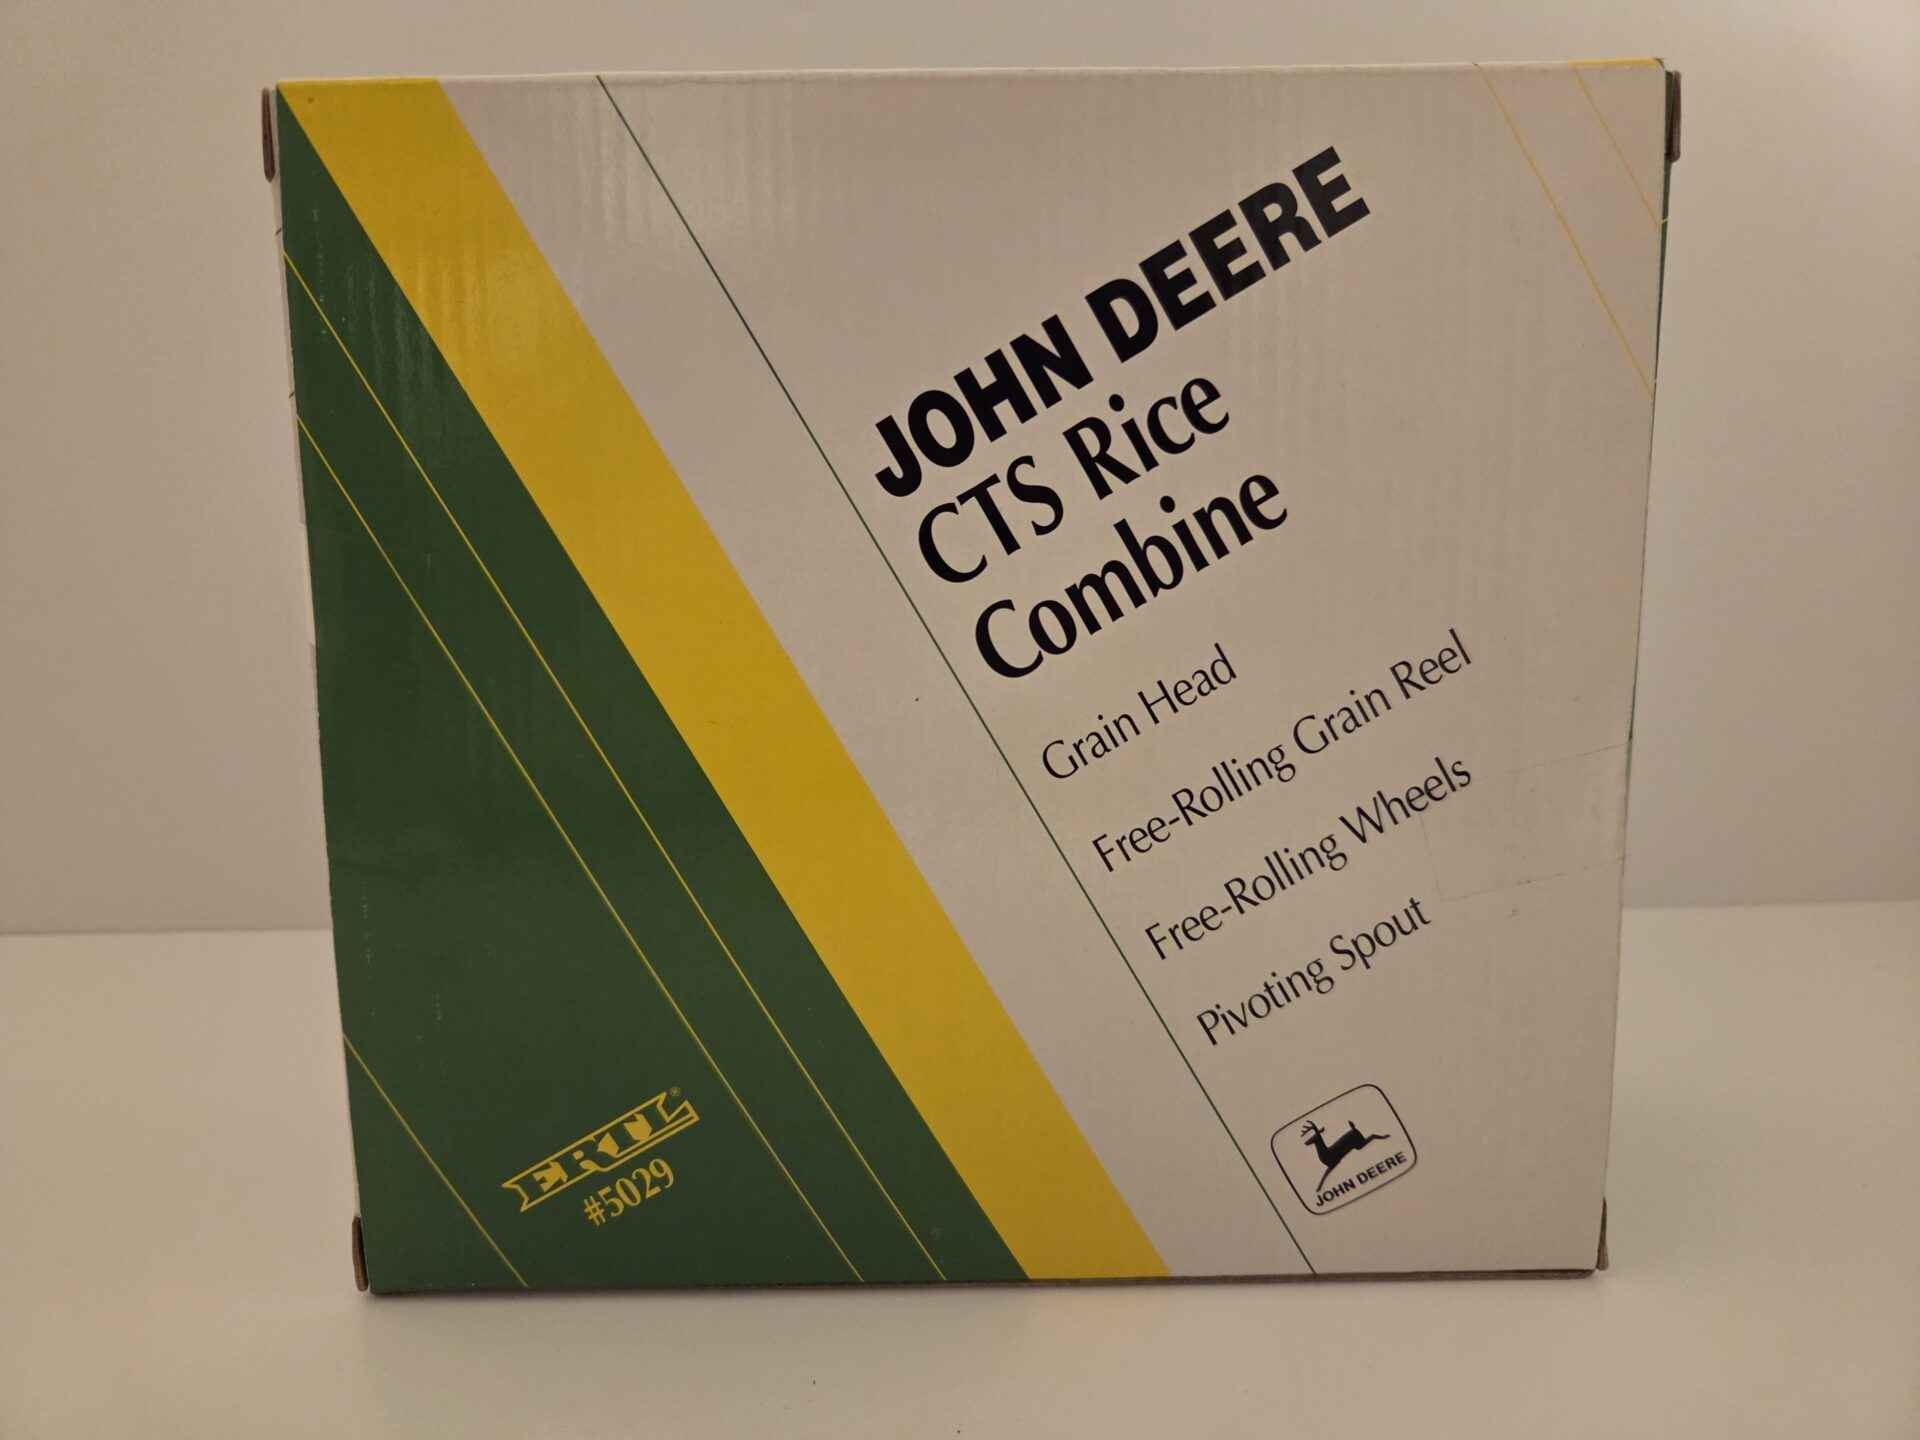 JOHN DEERE
CTS Rice
Combine
Grain Head
Free-Rolling Grain Reel
Free-Rolling Wheels
Pivoting Spout
ERTL®
#5029
JOHN DEERE